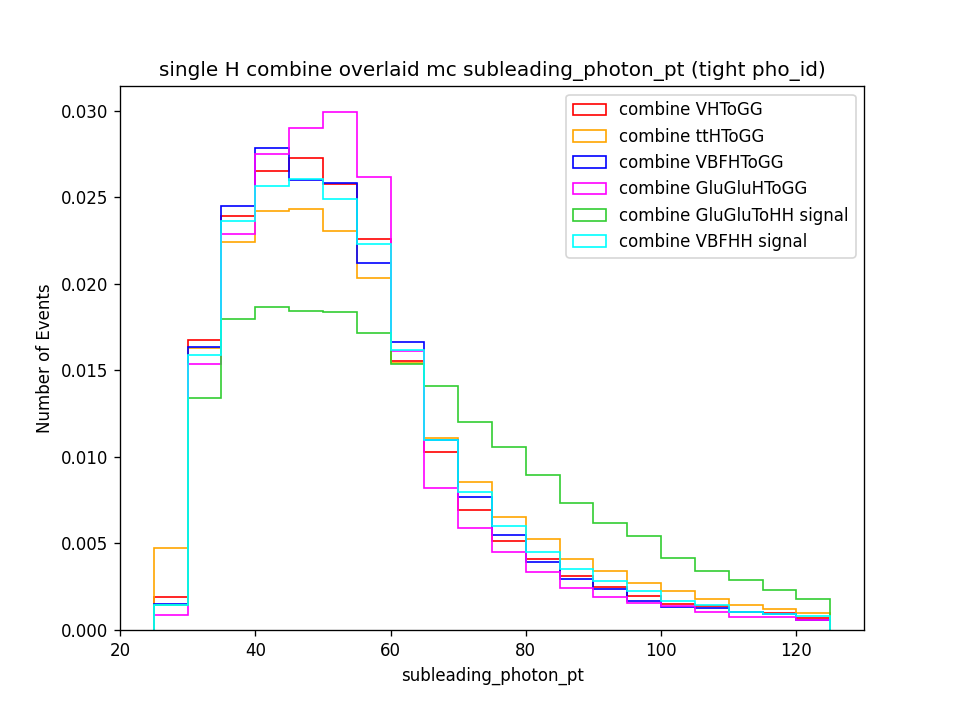 single H combine overlaid mc subleading_photon_pt (tight pho_id)
combine VHToGG
combine ttHToGG
combine VBFHToGG
combine GluGluHToGG
combine GluGluToHH signal
combine VBFHH signal
Number of Events
0.030
0.025
0.020
0.015
0.010
0.005
0.000
20 40 60 80 100 120
subleading_photon_pt